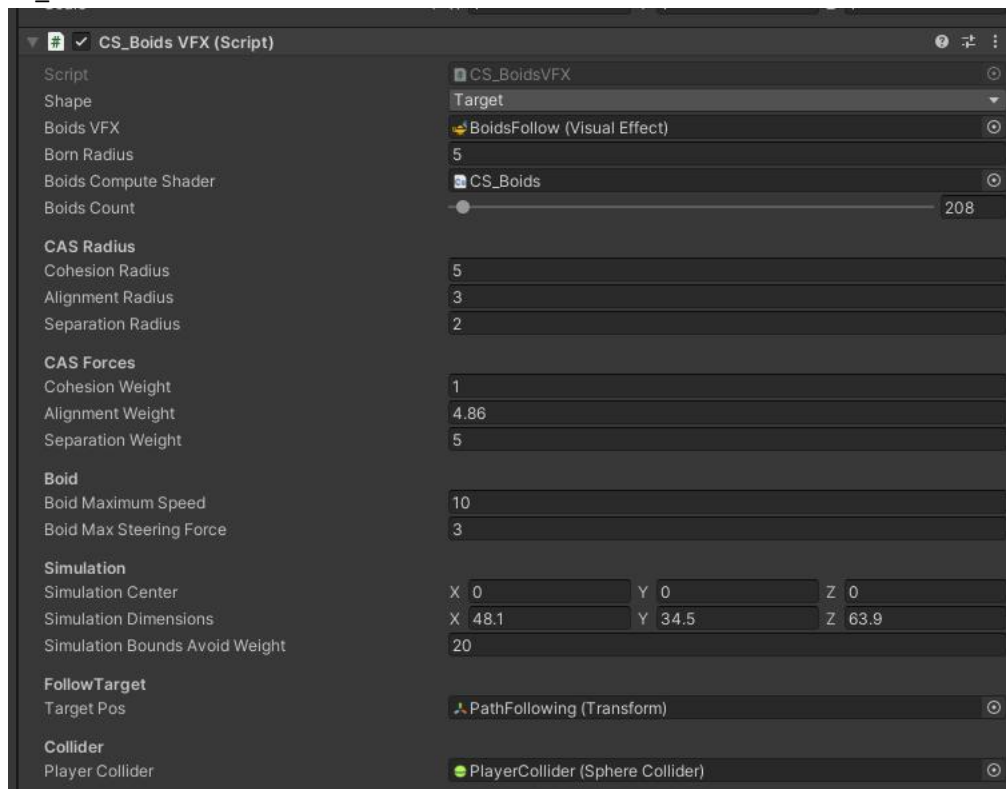 CS_Boids VFX (Script)
Script CS_BoidsVFX
Shape Target
Boids VFX BoidsFollow (Visual Effect)
Born Radius 5
Boids Compute Shader CS_Boids
Boids Count 208
CAS Radius
Cohesion Radius 5
Alignment Radius 3
Separation Radius 2
CAS Forces
Cohesion Weight 1
Alignment Weight 4.86
Separation Weight 5
Boid
Boid Maximum Speed 10
Boid Max Steering Force 3
Simulation
Simulation Center X 0 Y 0 Z 0
Simulation Dimensions X 48.1 Y 34.5 Z 63.9
Simulation Bounds Avoid Weight 20
FollowTarget
Target Pos PathFollowing (Transform)
Collider
Player Collider PlayerCollider (Sphere Collider)